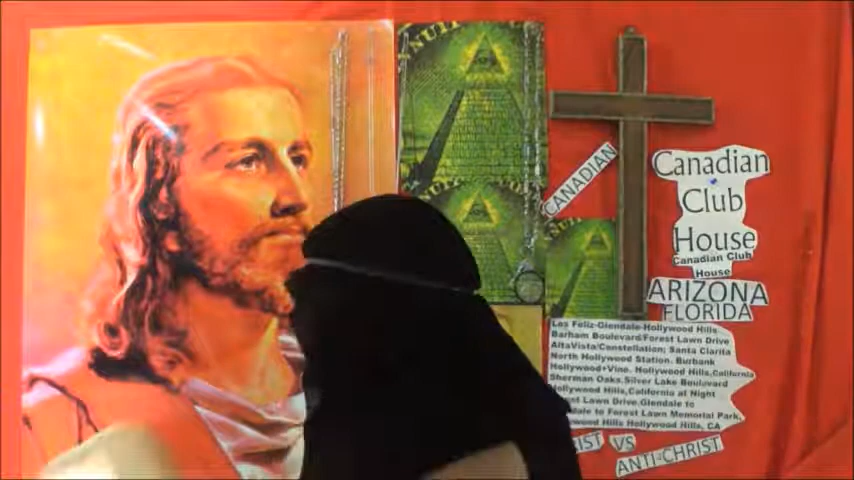 ANNUIT
CANADIAN
Canadian
Club
House
Canadian Club
House
ARIZONA
FLORIDA
Los Feliz-Glendale-Hollywood Hills
Barham Boulevard/Forest Lawn Drive
AltaVista/Constellation; Santa Clarita
North Hollywood Station. Burbank
Hollywood+Vine. Hollywood Hills,California
Sherman Oaks.Silver Lake Boulevard
Hollywood Hills,California at Night
Lawn Drive.Glendale to
to Forest Lawn Memorial Park
Hills Hollywood Hills, CA
VS
ANTI-CHRIST